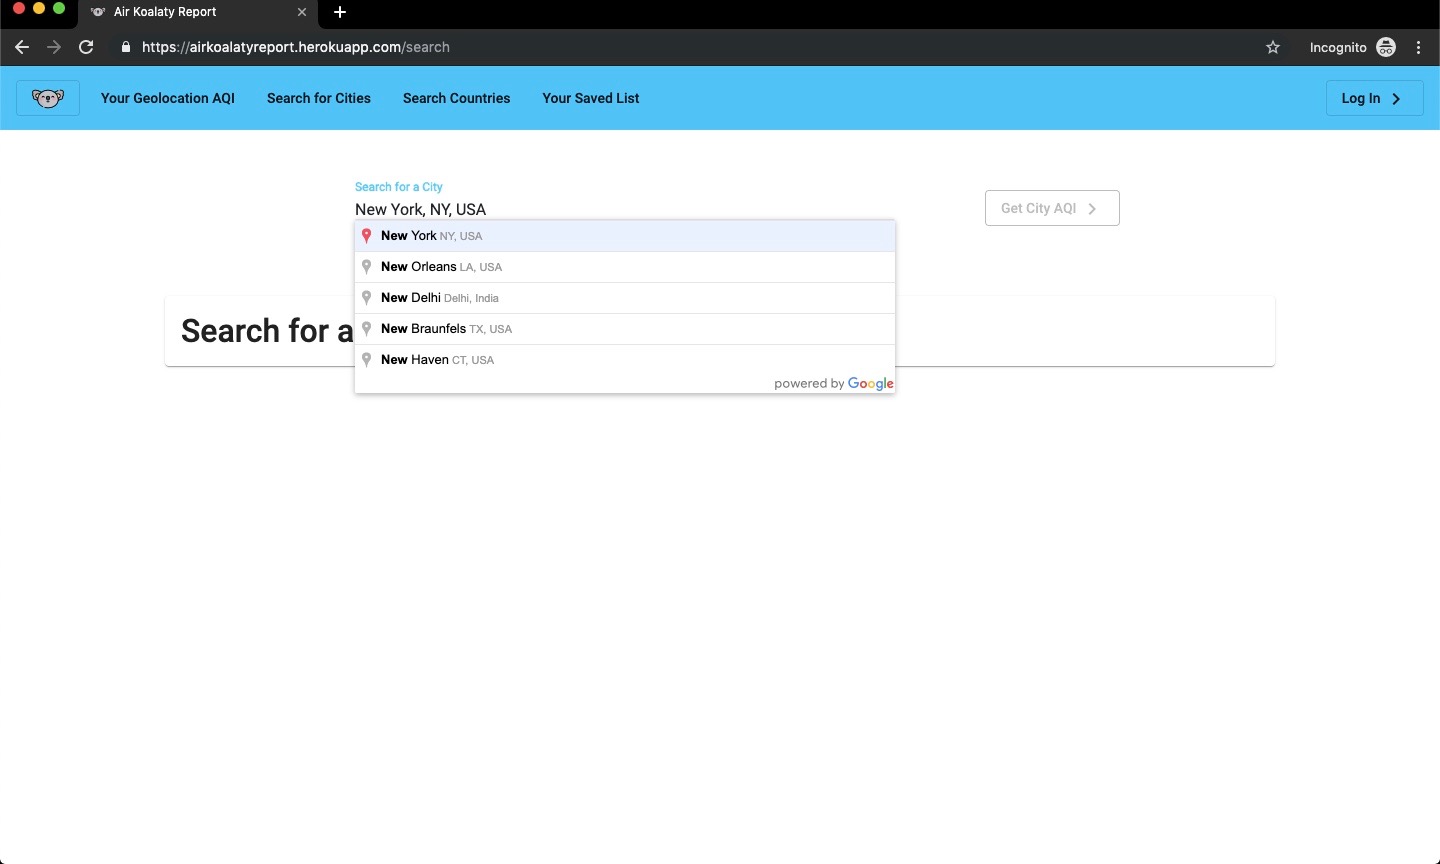 Air Koalaty Report
https://airkoalatyreport.herokuapp.com/search
Incognito
Your Geolocation AQI
Search for Cities
Search Countries
Your Saved List
Log In
Search for a City
New York, NY, USA
Get City AQI
New York NY, USA
New Orleans LA, USA
New Delhi Delhi, India
New Braunfels TX, USA
New Haven CT, USA
powered by Google
Search for a